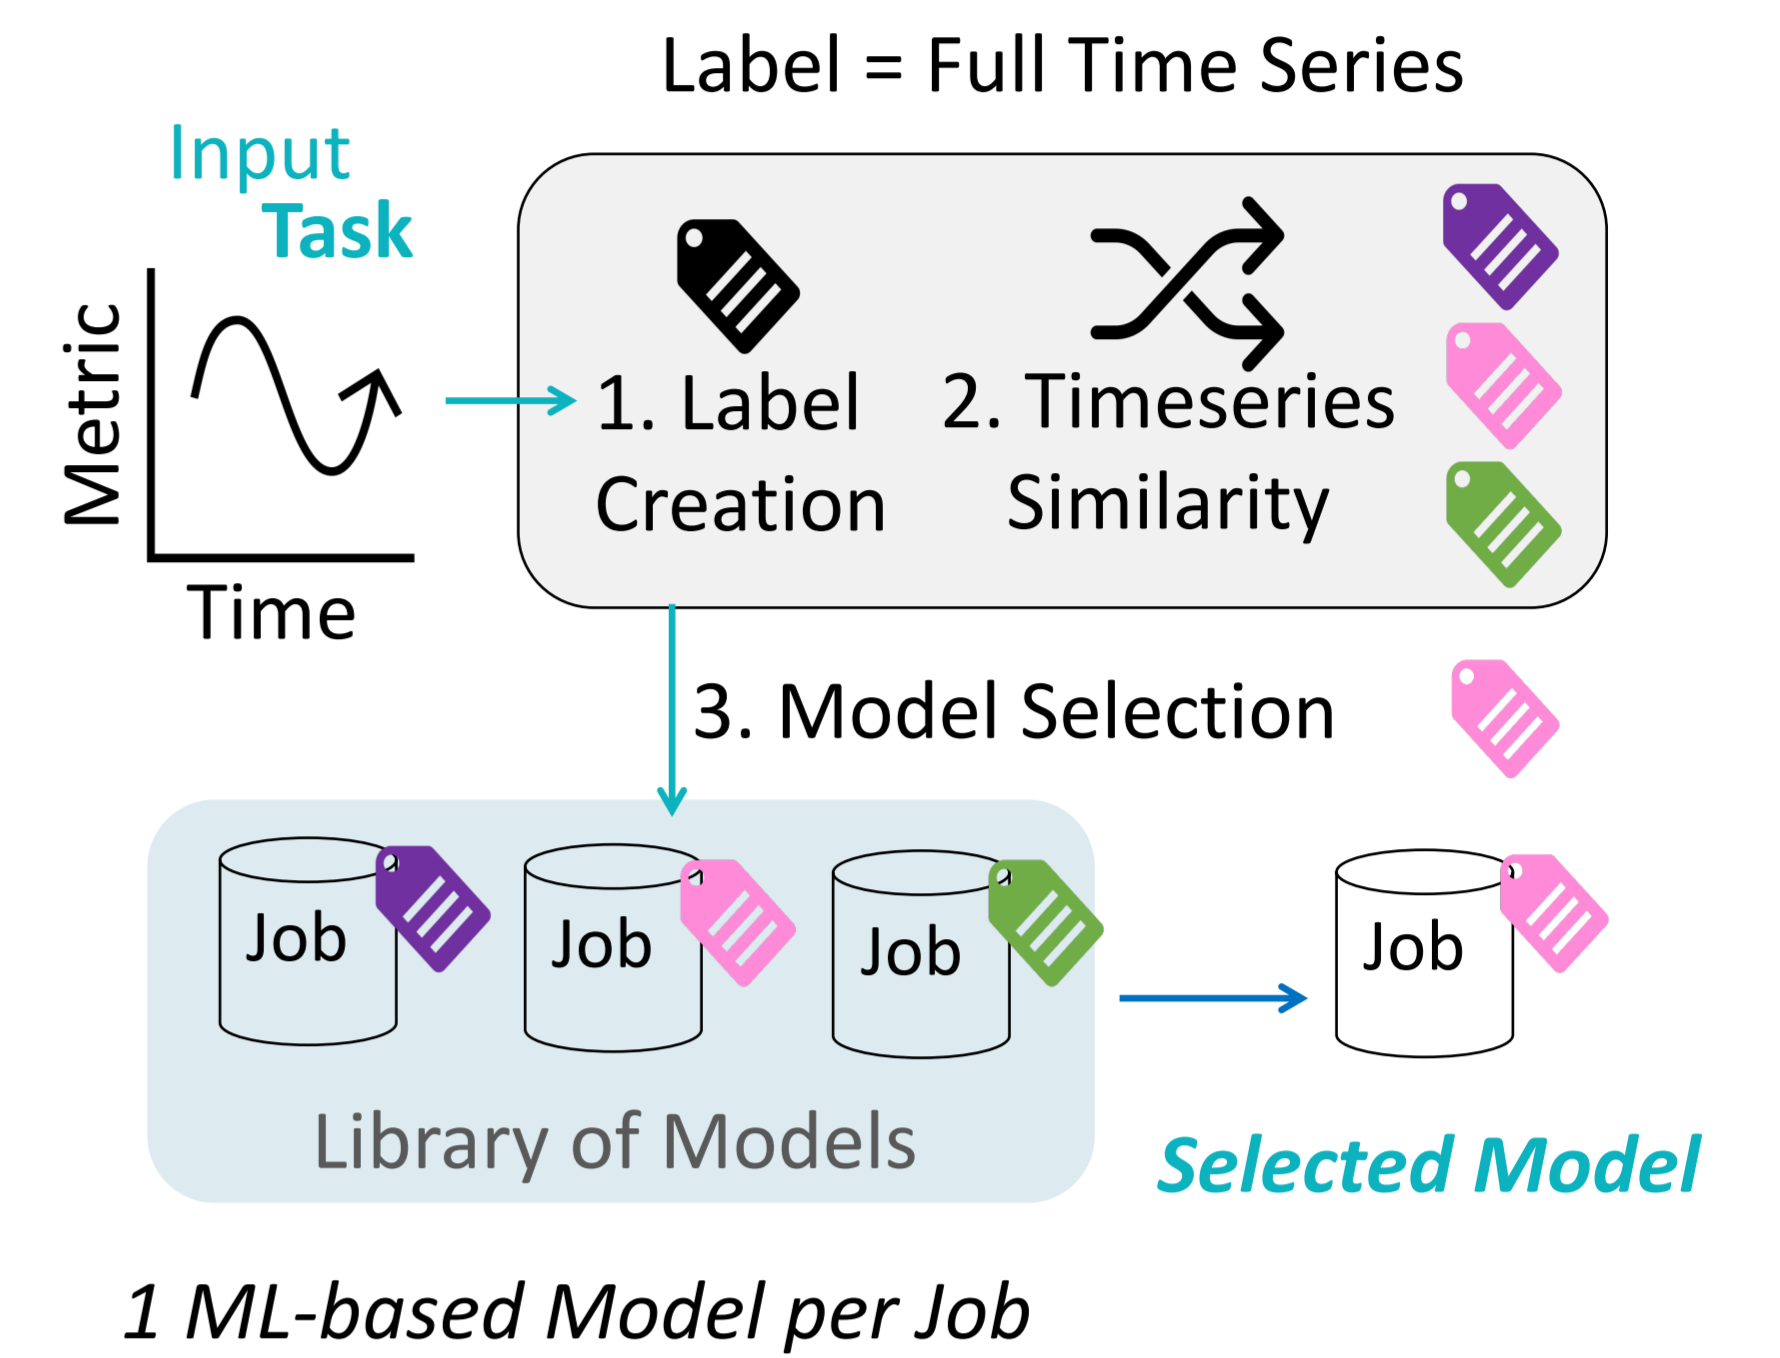 Label = Full Time Series
Input
Task
Metric
Time
1. Label
Creation
2. Timeseries
Similarity
3. Model Selection
Job
Job
Job
Job
Library of Models
Selected Model
1 ML-based Model per Job